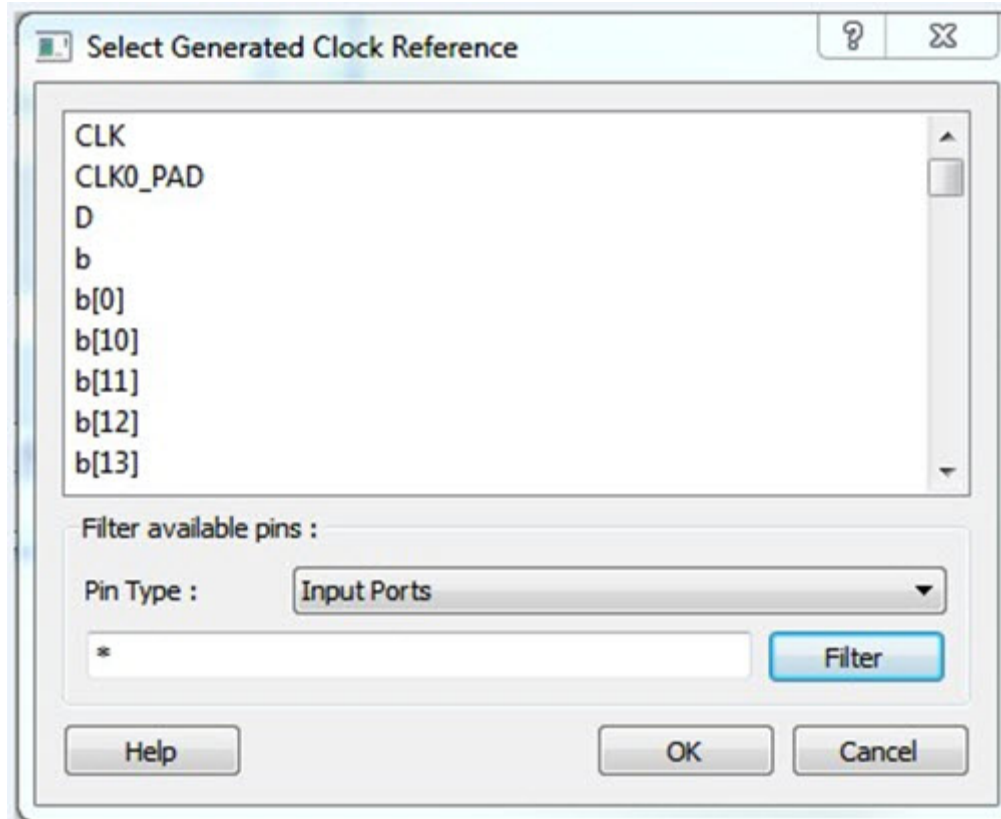 Select Generated Clock Reference
CLK
CLK0_PAD
D
b
b[0]
b[10]
b[11]
b[12]
b[13]
Filter available pins :
Pin Type : Input Ports
* Filter
Help OK Cancel